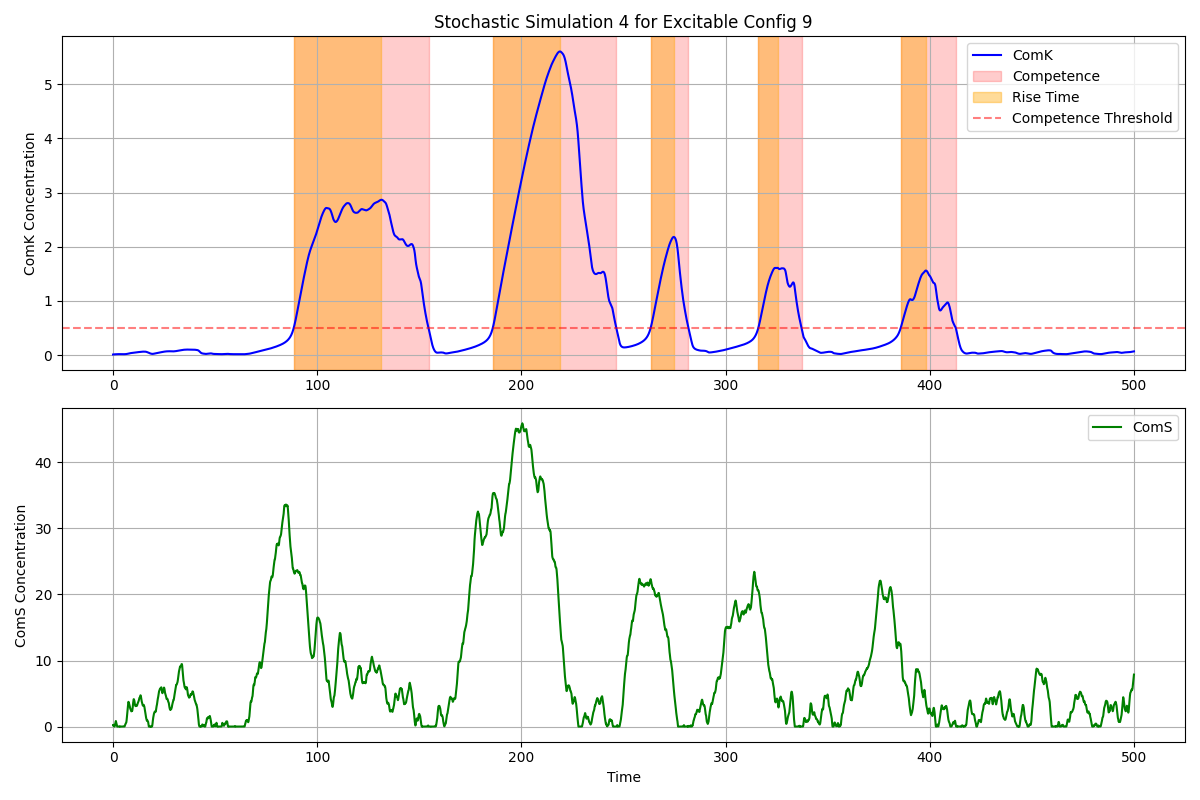 Stochastic Simulation 4 for Excitable Config 9
ComK Concentration
5
4
3
2
1
0
ComK
Competence
Rise Time
Competence Threshold
0 100 200 300 400 500
ComS Concentration
40
30
20
10
0
ComS
0 100 200 300 400 500
Time